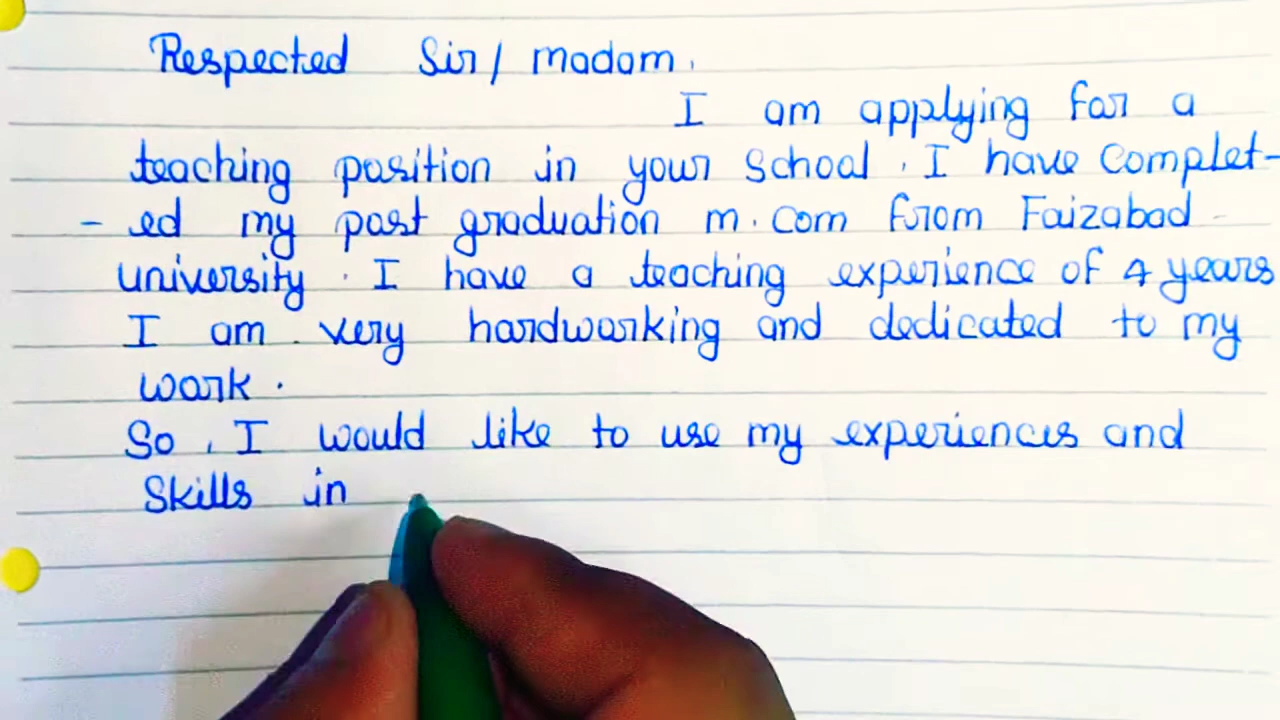 Respected Sir/ Madam.
I am applying for a
teaching position in your School. I have Complet-
- ed my post graduation m.com from Faizabad
university. I have a teaching experience of 4 years
I am very hardworking and dedicated to my
work.
So, I would like to use my experiences and
Skills in